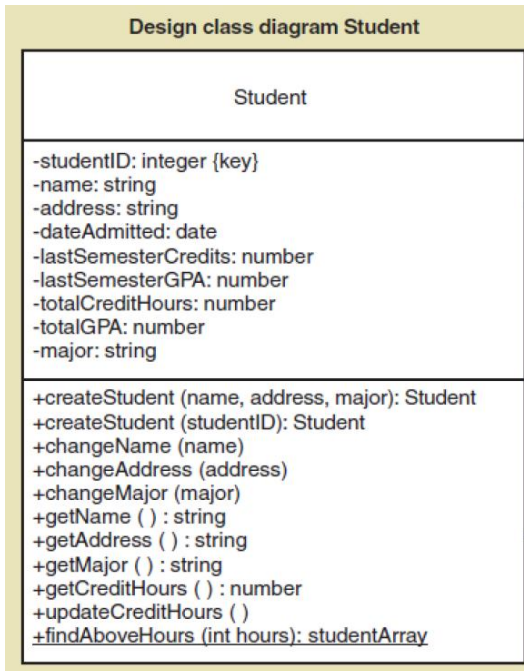 Design class diagram Student
Student
-studentID: integer {key}
-name: string
-address: string
-dateAdmitted: date
-lastSemesterCredits: number
-lastSemesterGPA: number
-totalCreditHours: number
-totalGPA: number
-major: string
+createStudent (name, address, major): Student
+createStudent (studentID): Student
+changeName (name)
+changeAddress (address)
+changeMajor (major)
+getName ( ) : string
+getAddress ( ) : string
+getMajor ( ) : string
+getCreditHours ( ) : number
+updateCreditHours ( )
+findAboveHours (int hours): studentArray